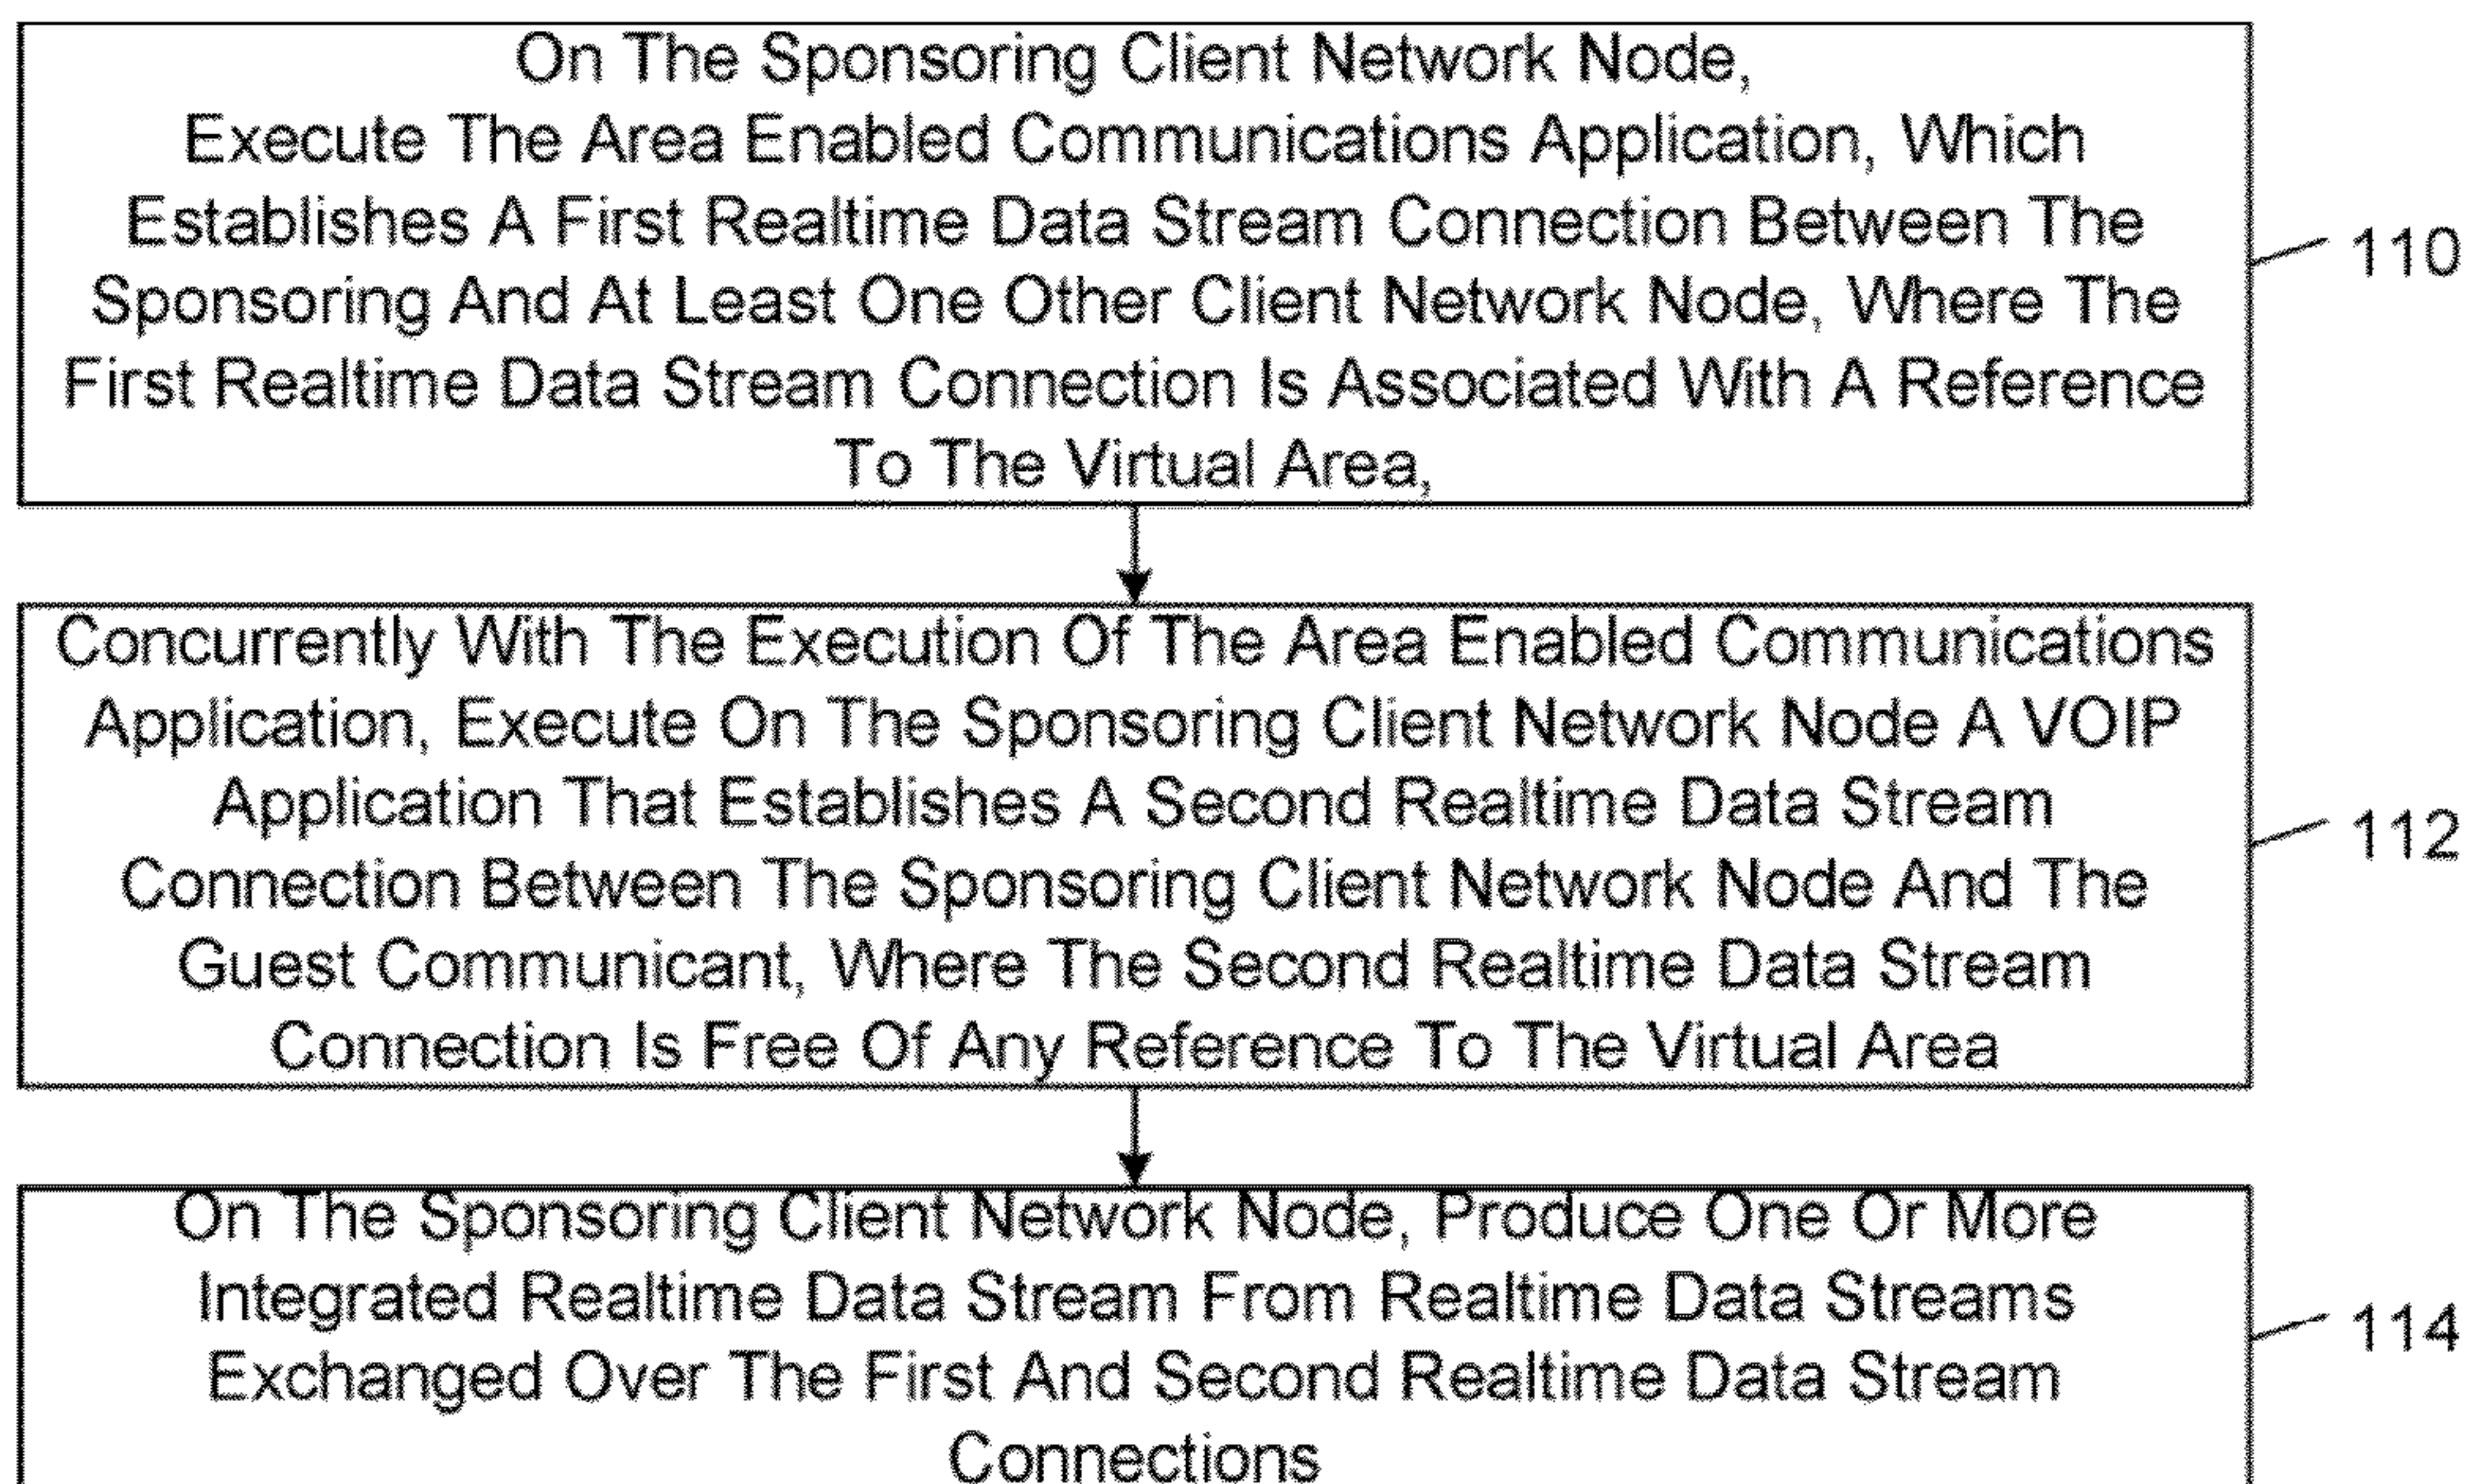 On The Sponsoring Client Network Node,
Execute The Area Enabled Communications Application, Which
Establishes A First Realtime Data Stream Connection Between The
Sponsoring And At Least One Other Client Network Node, Where The
First Realtime Data Stream Connection Is Associated With A Reference
To The Virtual Area,
110
Concurrently With The Execution Of The Area Enabled Communications
Application, Execute On The Sponsoring Client Network Node A VOIP
Application That Establishes A Second Realtime Data Stream
Connection Between The Sponsoring Client Network Node And The
Guest Communicant, Where The Second Realtime Data Stream
Connection Is Free Of Any Reference To The Virtual Area
112
On The Sponsoring Client Network Node, Produce One Or More
Integrated Realtime Data Stream From Realtime Data Streams
Exchanged Over The First And Second Realtime Data Stream
Connections
114